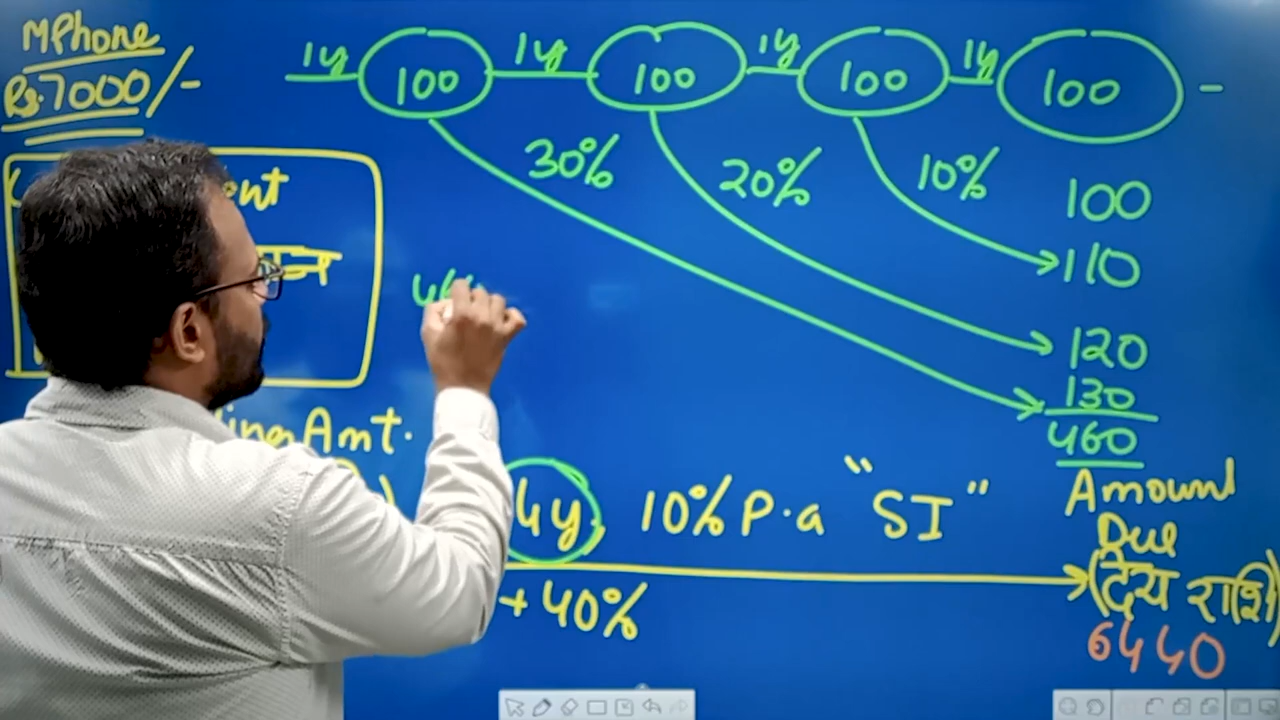 MPhone
Rs.7000/-
1y 100 1y 100 1y 100 1y 100 -
30% 20% 10%
100
110
120
130
460
Amt.
4y 10% P.a "SI"
+40%
Amount
Due
(देय राशि)
6440